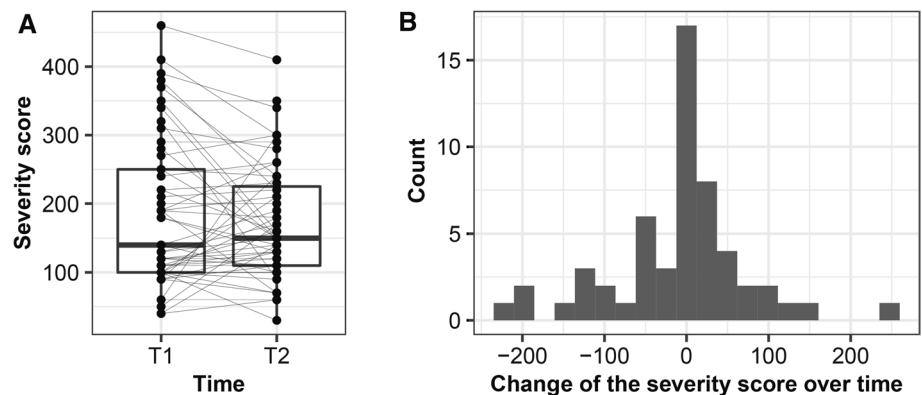 A
Severity score
400
300
200
100
T1 T2
Time
B
Count
15
10
5
0
−200 −100 0 100 200
Change of the severity score over time